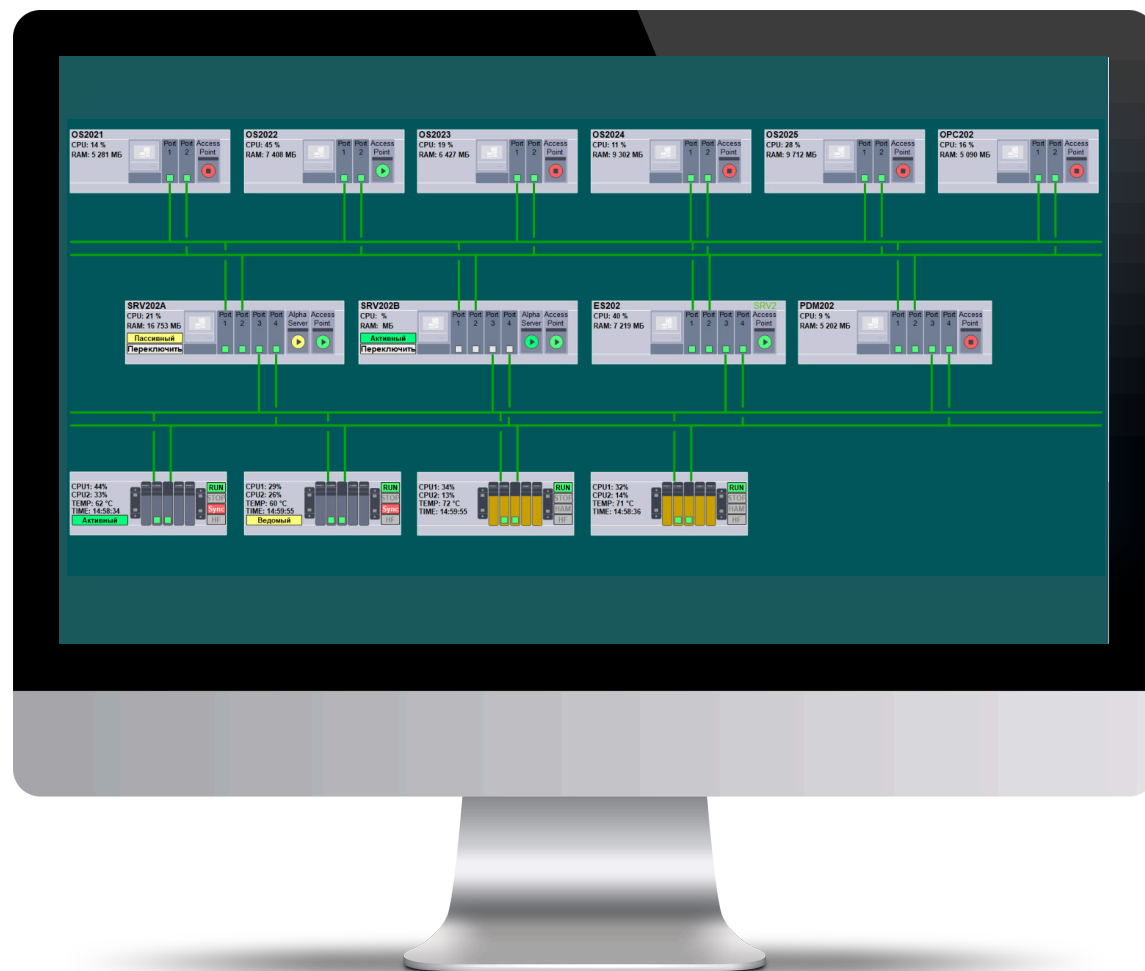 OS2021
CPU: 14 %
RAM: 5 281 МБ
Port 1
Port 2
Access Point
OS2022
CPU: 45 %
RAM: 7 408 МБ
Port 1
Port 2
Access Point
OS2023
CPU: 19 %
RAM: 6 427 МБ
Port 1
Port 2
Access Point
OS2024
CPU: 11 %
RAM: 9 302 МБ
Port 1
Port 2
Access Point
OS2025
CPU: 28 %
RAM: 9 712 МБ
Port 1
Port 2
Access Point
OPC202
CPU: 16 %
RAM: 5 090 МБ
Port 1
Port 2
Access Point
SRV202A
CPU: 21 %
RAM: 16 753 МБ
Пассивный
Переключить
Port 1
Port 2
Port 3
Port 4
Alpha Server
Access Point
SRV202B
CPU: %
RAM: МБ
Активный
Переключить
Port 1
Port 2
Port 3
Port 4
Alpha Server
Access Point
ES202
SRV2
CPU: 40 %
RAM: 7 219 МБ
Port 1
Port 2
Port 3
Port 4
Access Point
PDM202
CPU: 9 %
RAM: 5 202 МБ
Port 1
Port 2
Port 3
Port 4
Access Point
CPU1: 44%
CPU2: 33%
TEMP: 62 °C
TIME: 14:58:34
Активный
RUN
STOP
Sync
HF
CPU1: 29%
CPU2: 26%
TEMP: 60 °C
TIME: 14:59:55
Ведомый
RUN
STOP
Sync
HF
CPU1: 34%
CPU2: 13%
TEMP: 72 °C
TIME: 14:59:55
RUN
STOP
HAM
HF
CPU1: 32%
CPU2: 14%
TEMP: 71 °C
TIME: 14:58:36
RUN
STOP
HAM
HF